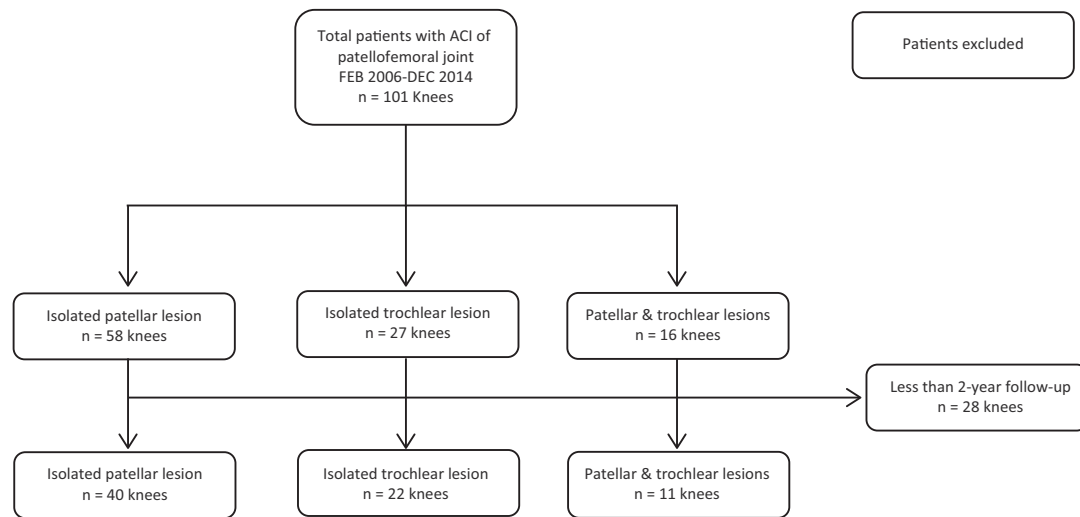 Total patients with ACI of
patellofemoral joint
FEB 2006-DEC 2014
n = 101 Knees
Patients excluded
Isolated patellar lesion
n = 58 knees
Isolated trochlear lesion
n = 27 knees
Patellar & trochlear lesions
n = 16 knees
Less than 2-year follow-up
n = 28 knees
Isolated patellar lesion
n = 40 knees
Isolated trochlear lesion
n = 22 knees
Patellar & trochlear lesions
n = 11 knees